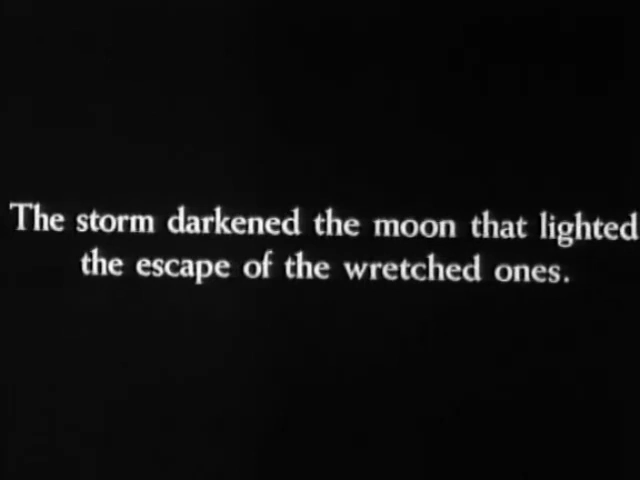 The storm darkened the moon that lighted
the escape of the wretched ones.